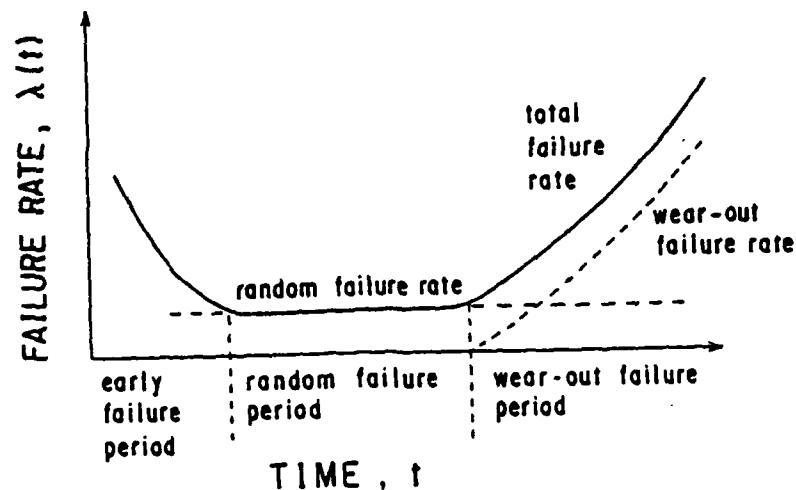 FAILURE RATE, λ(t)
total
failure
rate
wear-out
failure rate
random failure rate
early
failure
period
random failure
period
wear-out failure
period
TIME, t